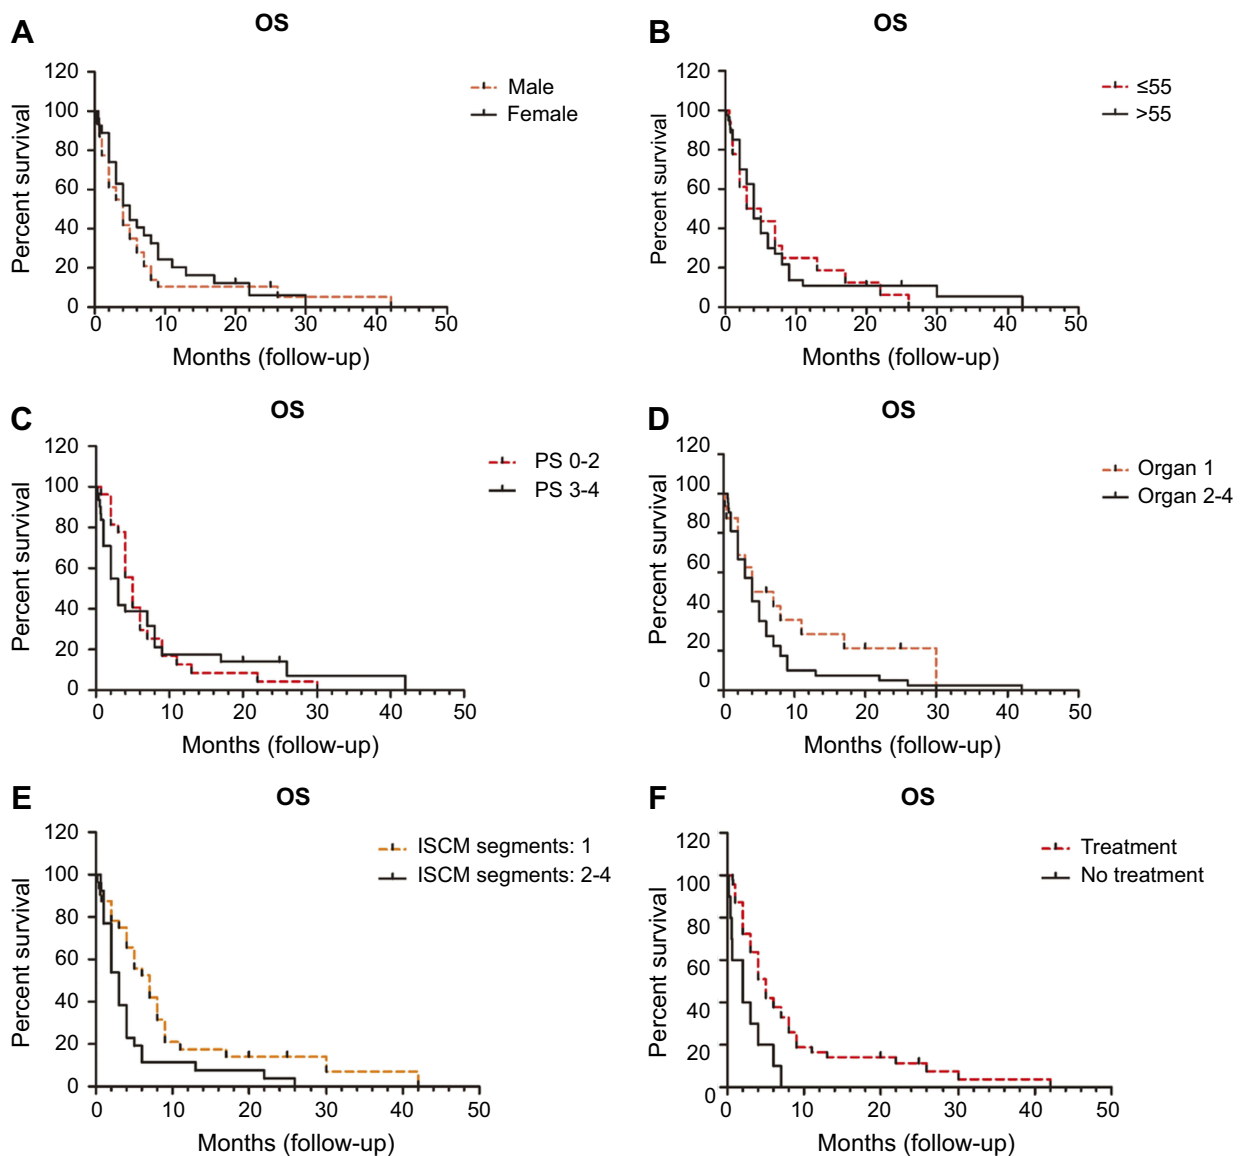 A
OS
Percent survival
120
100
80
60
40
20
0
0 10 20 30 40 50
Months (follow-up)
Male
Female
B
OS
Percent survival
120
100
80
60
40
20
0
0 10 20 30 40 50
Months (follow-up)
≤55
>55
C
OS
Percent survival
120
100
80
60
40
20
0
0 10 20 30 40 50
Months (follow-up)
PS 0-2
PS 3-4
D
OS
Percent survival
120
100
80
60
40
20
0
0 10 20 30 40 50
Months (follow-up)
Organ 1
Organ 2-4
E
OS
Percent survival
120
100
80
60
40
20
0
0 10 20 30 40 50
Months (follow-up)
ISCM segments: 1
ISCM segments: 2-4
F
OS
Percent survival
120
100
80
60
40
20
0
0 10 20 30 40 50
Months (follow-up)
Treatment
No treatment